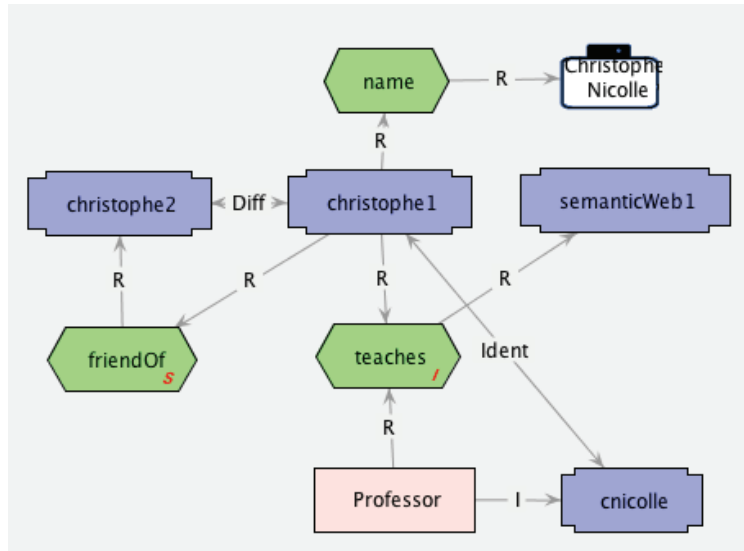 name
R
Christophe
Nicolle
R
christophe2
Diff
christophe1
semanticWeb1
R
R
R
R
friendOf
S
teaches
I
Ident
R
Professor
I
cnicolle